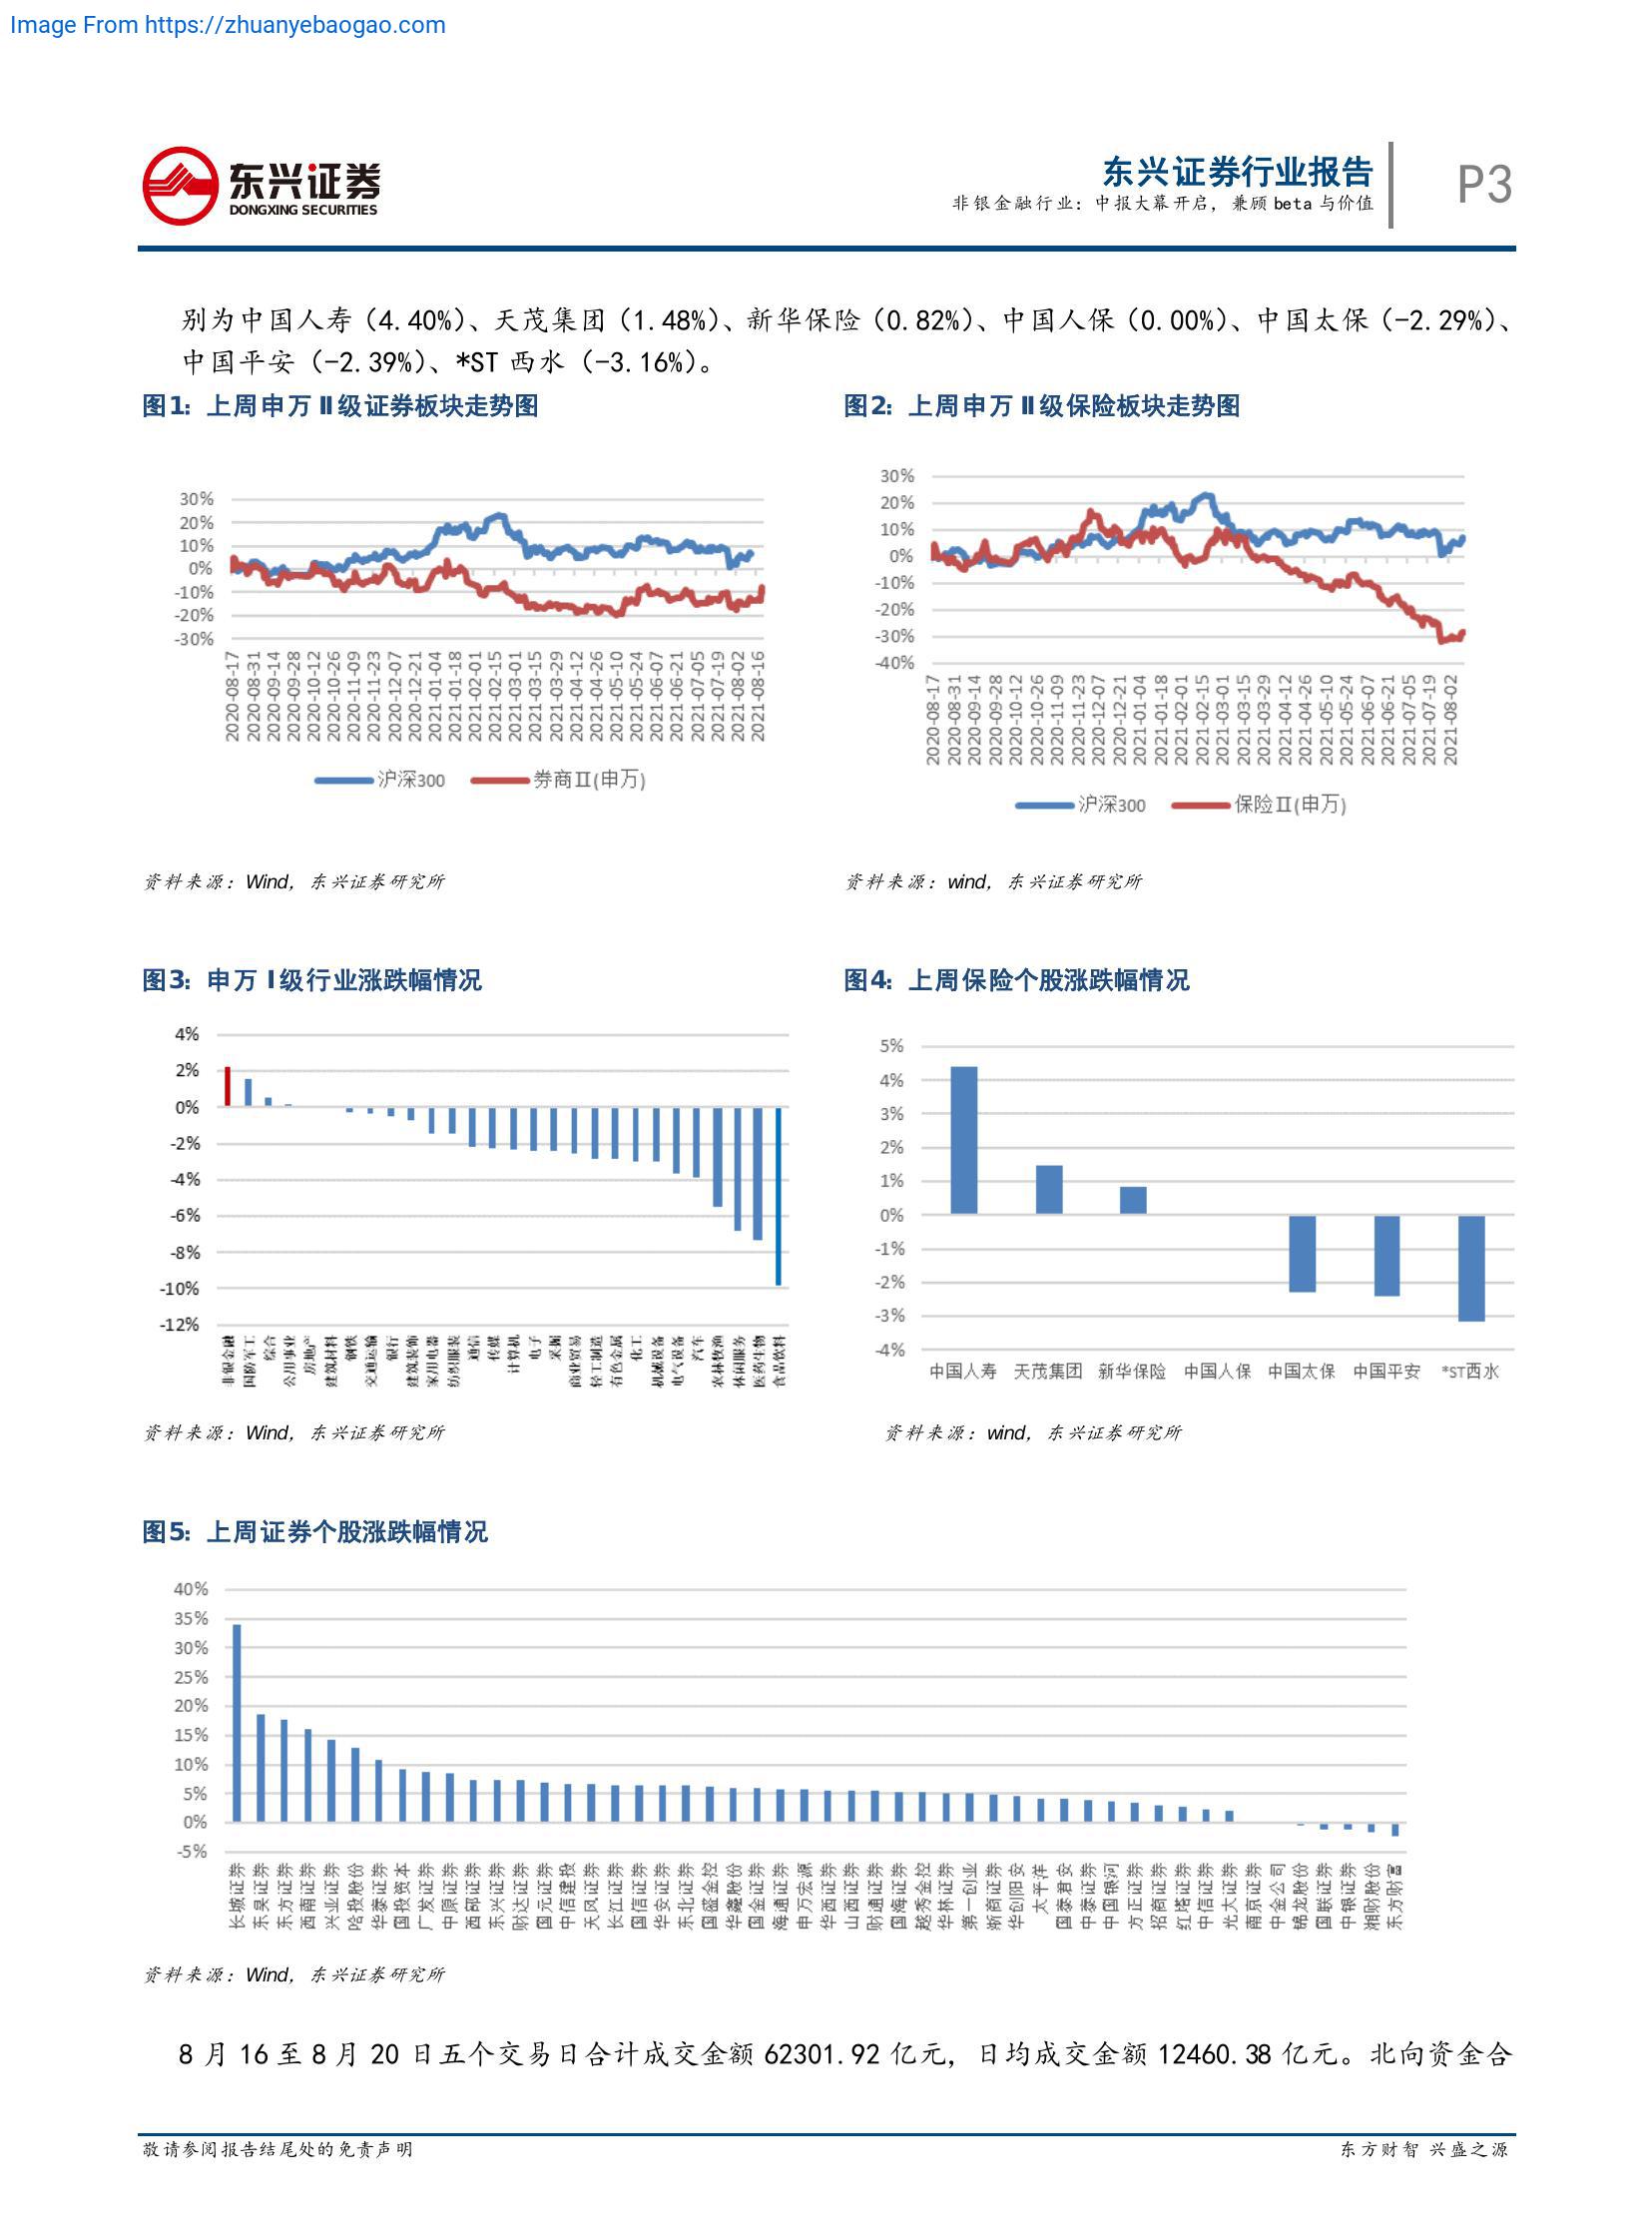 Image From https://zhuanyebaogao.com
东兴证券
DONGXING SECURITIES
东兴证券行业报告
非银金融行业：中报大幕开启，兼顾 beta 与价值
P3
别为中国人寿（4.40%）、天茂集团（1.48%）、新华保险（0.82%）、中国人保（0.00%）、中国太保（-2.29%）、
中国平安（-2.39%）、*ST 西水（-3.16%）。
图1：上周申万 II 级证券板块走势图
30%
20%
10%
0%
-10%
-20%
-30%
2020-08-17
2020-08-31
2020-09-14
2020-09-28
2020-10-12
2020-10-26
2020-11-09
2020-11-23
2020-12-07
2020-12-21
2021-01-04
2021-01-18
2021-02-01
2021-02-15
2021-03-01
2021-03-15
2021-03-29
2021-04-12
2021-04-26
2021-05-10
2021-05-24
2021-06-07
2021-06-21
2021-07-05
2021-07-19
2021-08-02
2021-08-16
沪深300
券商Ⅱ(申万)
资料来源：Wind，东兴证券研究所
图2：上周申万 II 级保险板块走势图
30%
20%
10%
0%
-10%
-20%
-30%
-40%
2020-08-17
2020-08-31
2020-09-14
2020-09-28
2020-10-12
2020-10-26
2020-11-09
2020-11-23
2020-12-07
2020-12-21
2021-01-04
2021-01-18
2021-02-01
2021-02-15
2021-03-01
2021-03-15
2021-03-29
2021-04-12
2021-04-26
2021-05-10
2021-05-24
2021-06-07
2021-06-21
2021-07-05
2021-07-19
2021-08-02
沪深300
保险Ⅱ(申万)
资料来源：wind，东兴证券研究所
图3：申万 I 级行业涨跌幅情况
4%
2%
0%
-2%
-4%
-6%
-8%
-10%
-12%
非银金融
国防军工
综合
公用事业
房地产
建筑材料
钢铁
交通运输
银行
建筑装饰
家用电器
纺织服装
通信
传媒
计算机
电子
采掘
商业贸易
轻工制造
有色金属
化工
机械设备
电气设备
汽车
农林牧渔
休闲服务
医药生物
食品饮料
资料来源：Wind，东兴证券研究所
图4：上周保险个股涨跌幅情况
5%
4%
3%
2%
1%
0%
-1%
-2%
-3%
-4%
中国人寿
天茂集团
新华保险
中国人保
中国太保
中国平安
*ST西水
资料来源：wind，东兴证券研究所
图5：上周证券个股涨跌幅情况
40%
35%
30%
25%
20%
15%
10%
5%
0%
-5%
长城证券
东吴证券
东方证券
西南证券
兴业证券
哈投股份
华泰证券
国投资本
广发证券
中原证券
西部证券
东兴证券
财达证券
国元证券
中信建投
天风证券
长江证券
国信证券
华安证券
东北证券
国盛金控
华鑫股份
国金证券
海通证券
申万宏源
华西证券
山西证券
财通证券
国海证券
越秀金控
华林证券
第一创业
浙商证券
华创阳安
太平洋
国泰君安
中泰证券
中国银河
方正证券
招商证券
红塔证券
中信证券
光大证券
南京证券
中金公司
锦龙股份
国联证券
中银证券
湘财股份
东方财富
资料来源：Wind，东兴证券研究所
8 月 16 至 8 月 20 日五个交易日合计成交金额 62301.92 亿元，日均成交金额 12460.38 亿元。北向资金合
敬请参阅报告结尾处的免责声明
东方财智 兴盛之源